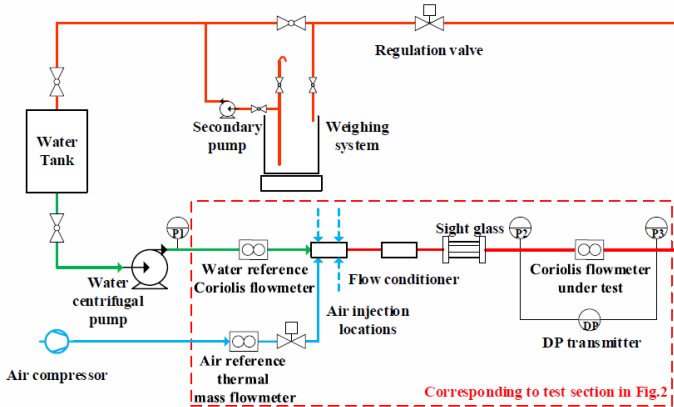 Regulation valve
Water
Tank
Secondary
pump
Weighing
system
P1
Sight glass
P2
P3
Water
centrifugal
pump
Water reference
Coriolis flowmeter
Flow conditioner
Coriolis flowmeter
under test
Air injection
locations
DP
DP transmitter
Air compressor
Air reference
thermal
mass flowmeter
Corresponding to test section in Fig.2